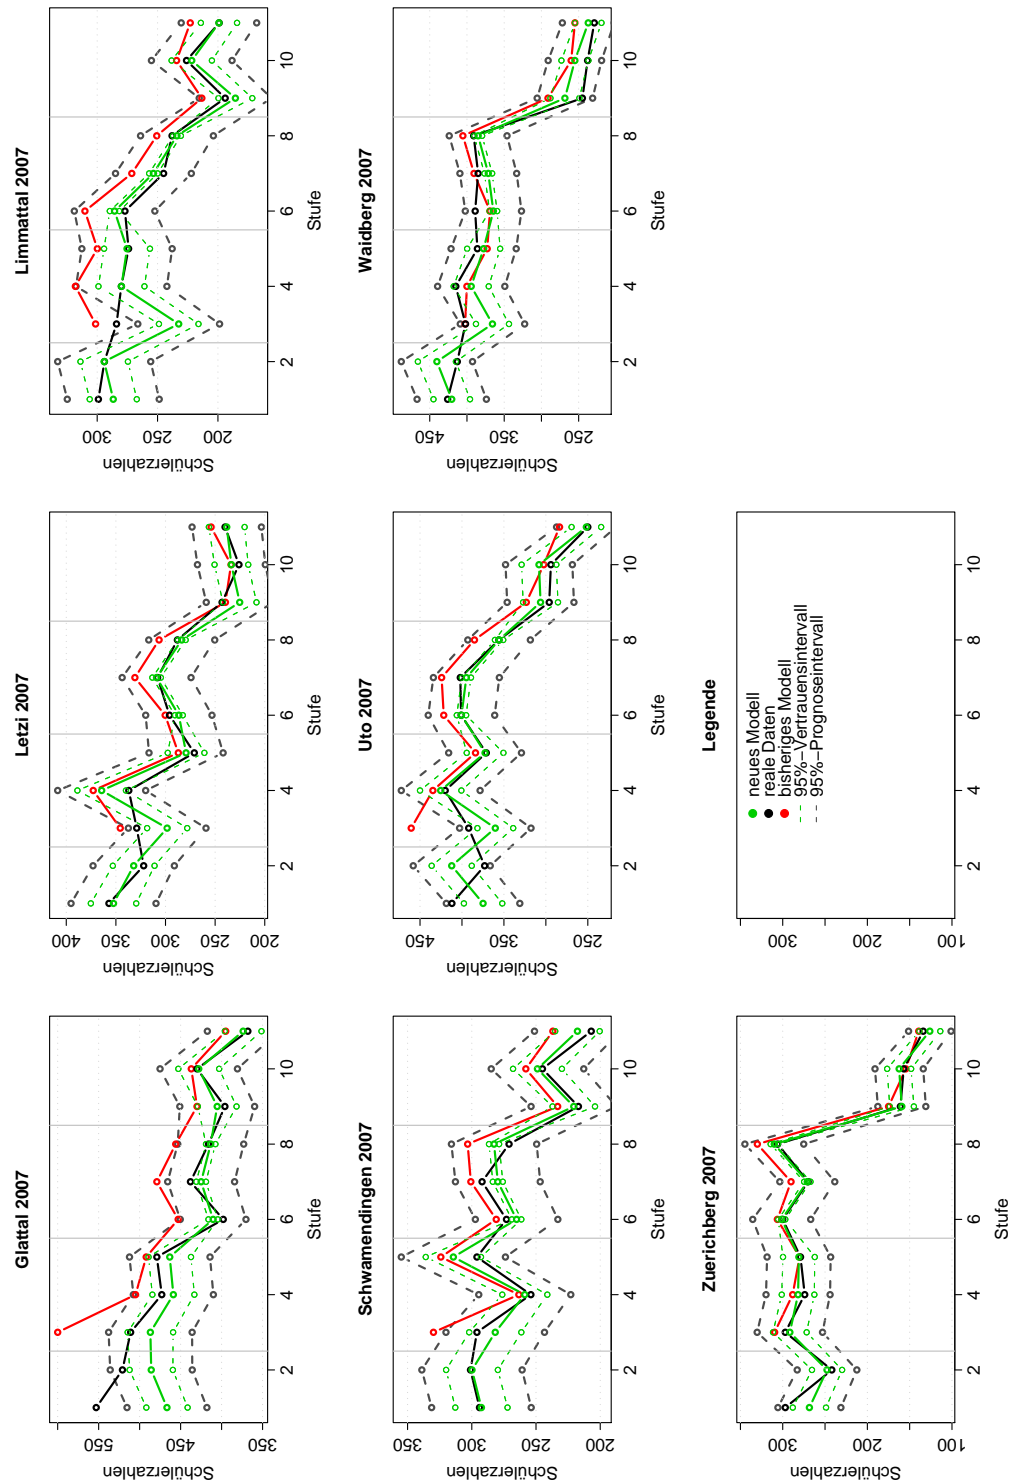 Glattal 2007
Schülerzahlen
550
450
350
2 4 6 8 10
Stufe
Letzi 2007
Schülerzahlen
400
350
300
250
200
2 4 6 8 10
Stufe
Limmattal 2007
Schülerzahlen
300
250
200
2 4 6 8 10
Stufe
Schwamendingen 2007
Schülerzahlen
350
300
250
200
2 4 6 8 10
Stufe
Uto 2007
Schülerzahlen
450
350
250
2 4 6 8 10
Stufe
Waidberg 2007
Schülerzahlen
450
350
250
2 4 6 8 10
Stufe
Zuerichberg 2007
Schülerzahlen
300
200
100
2 4 6 8 10
Stufe
Legende
300
200
100
neues Modell
reale Daten
bisheriges Modell
95%−Vertrauensintervall
95%−Prognoseintervall
2 4 6 8 10